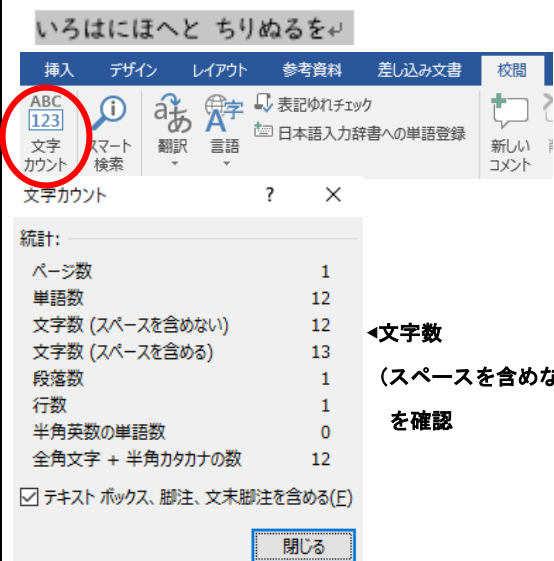 いろはにほへと ちりぬるを↵
挿入 デザイン レイアウト 参考資料 差し込み文書 校閲
ABC 123 文字カウント スマート検索 翻訳 言語 表記ゆれチェック
日本語入力辞書への単語登録 新しいコメント
文字カウント ? ×
統計:
ページ数 1
単語数 12
文字数 (スペースを含めない) 12
文字数 (スペースを含める) 13
段落数 1
行数 1
半角英数の単語数 0
全角文字 + 半角カタカナの数 12
テキスト ボックス、脚注、文末脚注を含める(F)
閉じる
◀文字数
（スペースを含めな
を確認